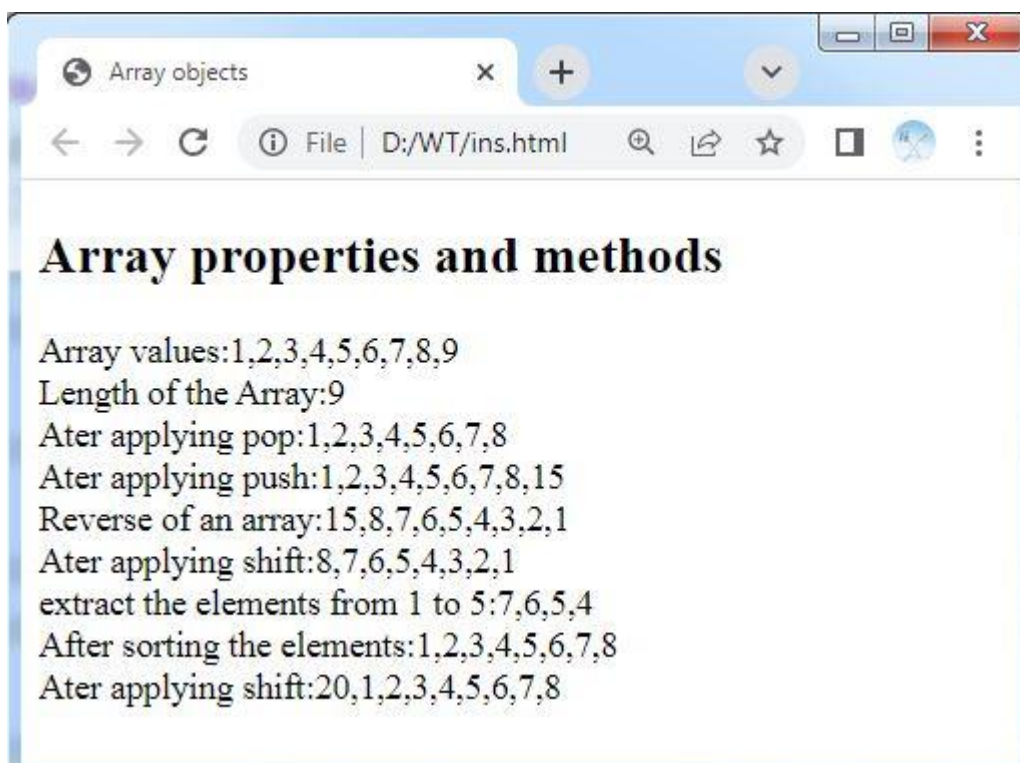 Array objects
File | D:/WT/ins.html
Array properties and methods
Array values:1,2,3,4,5,6,7,8,9
Length of the Array:9
Ater applying pop:1,2,3,4,5,6,7,8
Ater applying push:1,2,3,4,5,6,7,8,15
Reverse of an array:15,8,7,6,5,4,3,2,1
Ater applying shift:8,7,6,5,4,3,2,1
extract the elements from 1 to 5:7,6,5,4
After sorting the elements:1,2,3,4,5,6,7,8
Ater applying shift:20,1,2,3,4,5,6,7,8